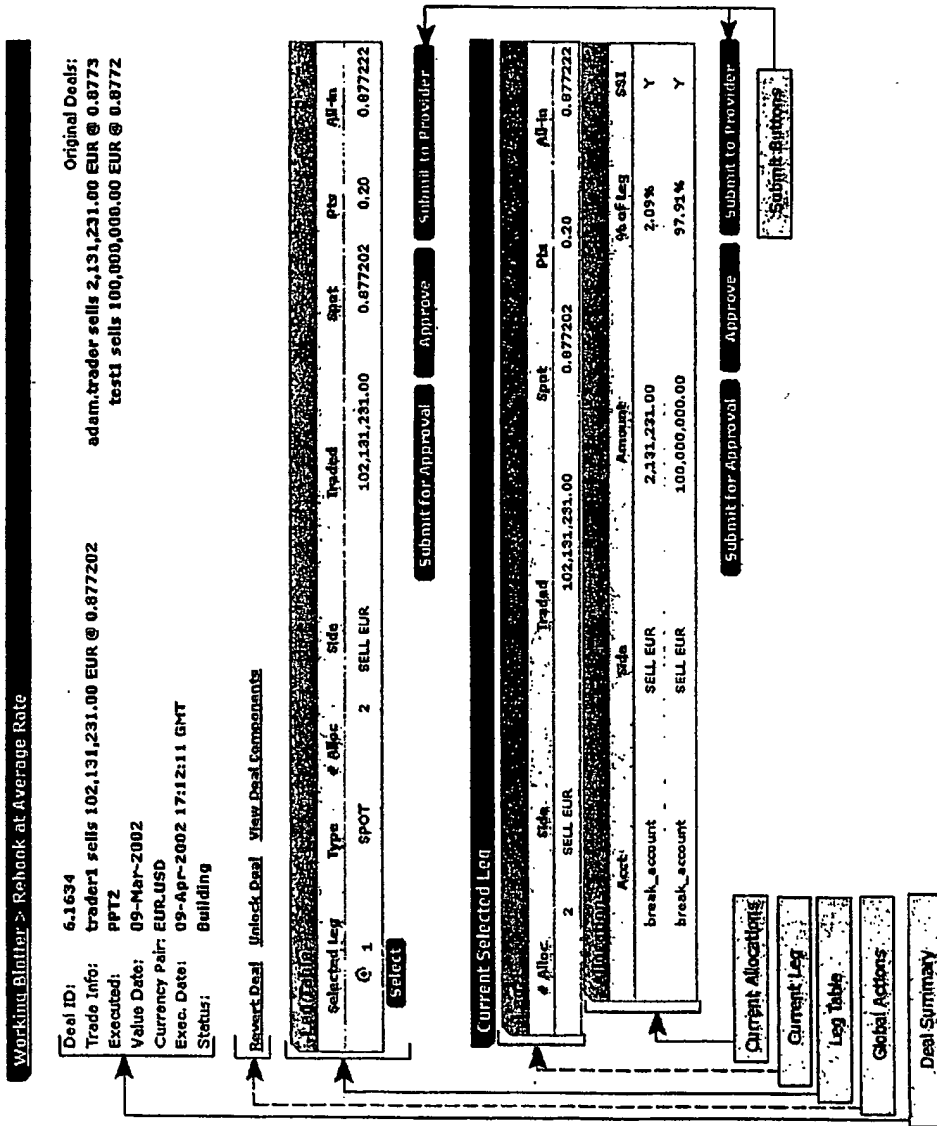 Working Blotter > Rebook at Average Rate
Deal ID: 6.1634
Trade Info: trader1 sells 102,131,231.00 EUR @ 0.877202
Executed: PPT2
Value Date: 09-Mar-2002
Currency Pair: EUR.USD
Exec. Date: 09-Apr-2002 17:12:11 GMT
Status: Building
Original Deals:
adam.trader sells 2,131,231.00 EUR @ 0.8773
test1 sells 100,000,000.00 EUR @ 0.8772
Revert Deal Unlock Deal View Deal Components
Selected Leg Type # Alloc Side Traded Spot Pts All-in
1 SPOT 2 SELL EUR 102,131,231.00 0.877202 0.20 0.877222
Select
Submit for Approval Approve Submit to Provider
Current Selected Leg
# Alloc Side Traded Spot Pts All-in
2 SELL EUR 102,131,231.00 0.877202 0.20 0.877222
Acct Side Amount % of Leg SSI
break_account SELL EUR 2,131,231.00 2.09% Y
break_account SELL EUR 100,000,000.00 97.91% Y
Submit for Approval Approve Submit to Provider
Submit Buttons
Current Allocations
Current Leg
Leg Table
Global Actions
Deal Summary